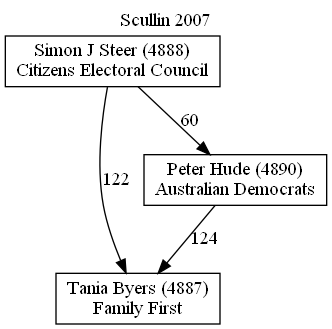 Scullin 2007
Simon J Steer (4888)
Citizens Electoral Council
60
Peter Hude (4890)
Australian Democrats
122
124
Tania Byers (4887)
Family First